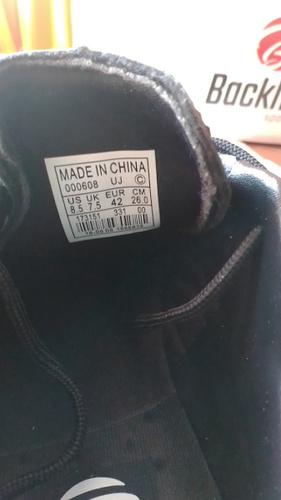 MADE IN CHINA
000608 UJ ©
US UK EUR CM
8.5 7.5 42 26.0
173151 331 00